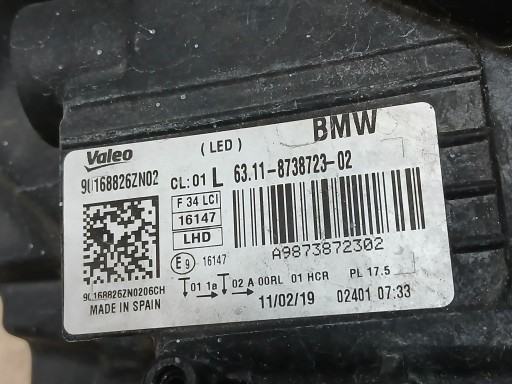 Valeo (LED) BMW
90168826ZN02 CL:01 L 63.11-8738723-02
F 34 LCI
16147
LHD
A9873872302
E9 16147
90168826ZN0206CH 01 1a 02 A 00RL 01 HCR PL 17.5
MADE IN SPAIN 11/02/19 02401 07:33